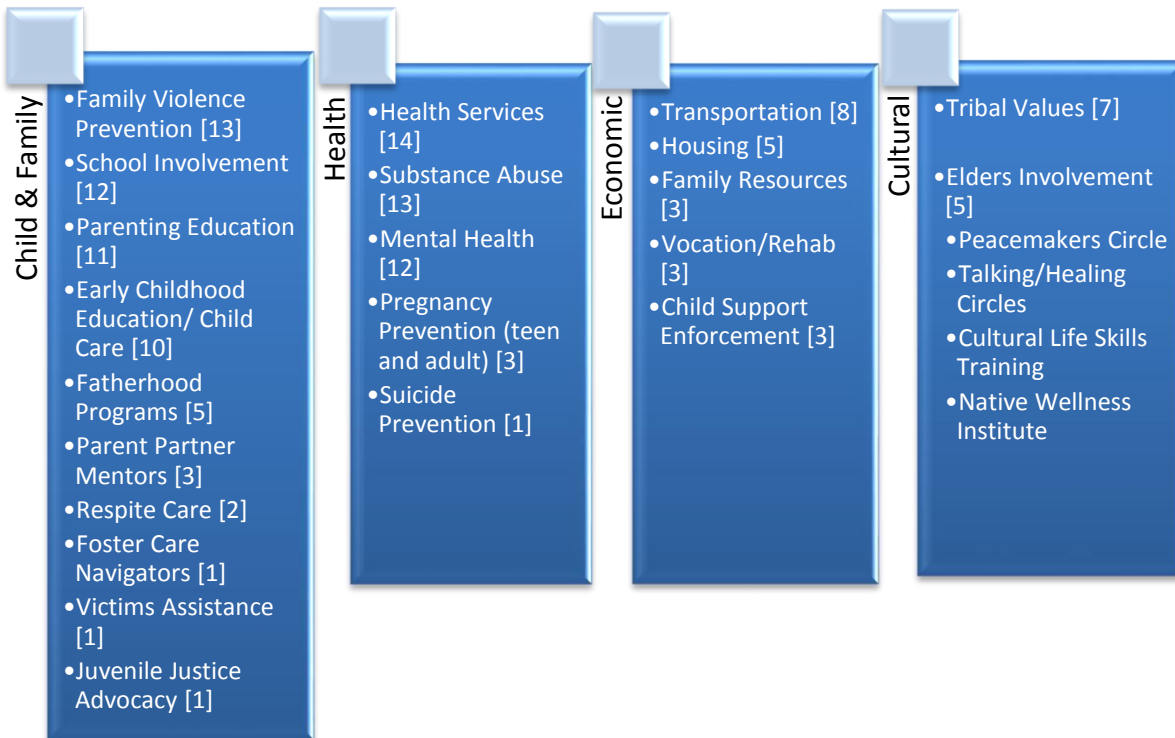 Child & Family
•Family Violence
Prevention [13]
•School Involvement
[12]
•Parenting Education
[11]
•Early Childhood
Education/ Child
Care [10]
•Fatherhood
Programs [5]
•Parent Partner
Mentors [3]
•Respite Care [2]
•Foster Care
Navigators [1]
•Victims Assistance
[1]
•Juvenile Justice
Advocacy [1]
Health
•Health Services
[14]
•Substance Abuse
[13]
•Mental Health
[12]
•Pregnancy
Prevention (teen
and adult) [3]
•Suicide
Prevention [1]
Economic
•Transportation [8]
•Housing [5]
•Family Resources
[3]
•Vocation/Rehab
[3]
•Child Support
Enforcement [3]
Cultural
•Tribal Values [7]
•Elders Involvement
[5]
•Peacemakers Circle
•Talking/Healing
Circles
•Cultural Life Skills
Training
•Native Wellness
Institute